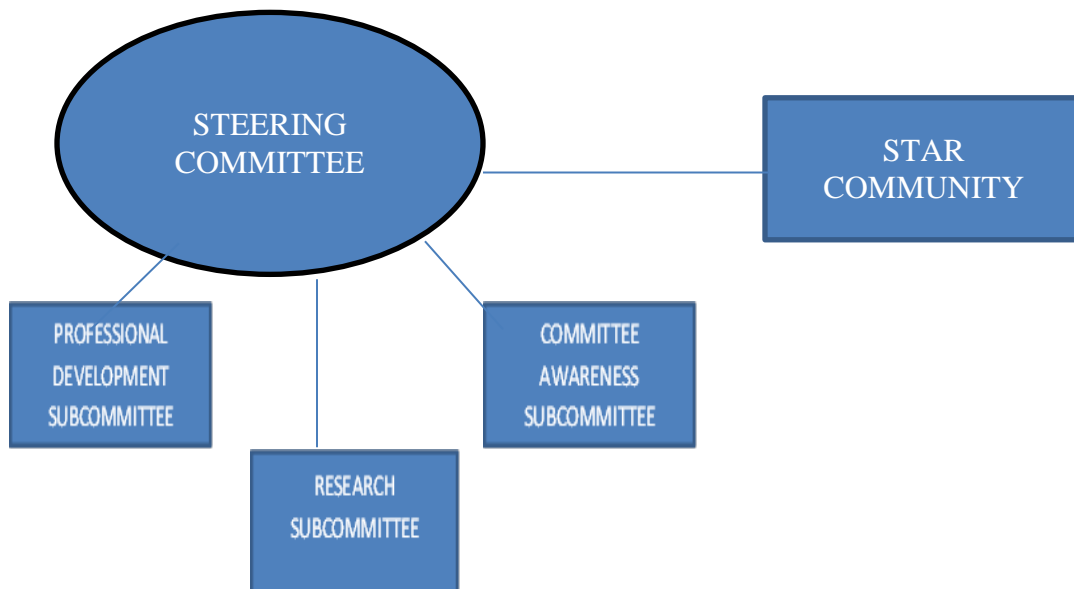 STEERING
COMMITTEE
STAR
COMMUNITY
PROFESSIONAL
DEVELOPMENT
SUBCOMMITTEE
COMMITTEE
AWARENESS
SUBCOMMITTEE
RESEARCH
SUBCOMMITTEE